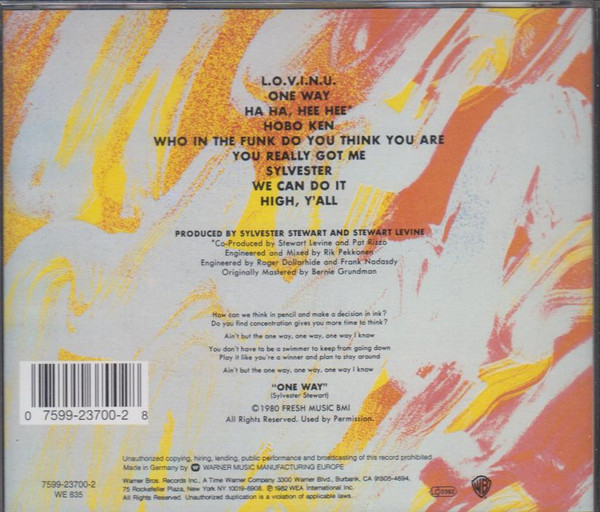 L.O.V.I.N.U.
ONE WAY
HA HA, HEE HEE*
HOBO KEN
WHO IN THE FUNK DO YOU THINK YOU ARE
YOU REALLY GOT ME
SYLVESTER
WE CAN DO IT
HIGH, Y'ALL
PRODUCED BY SYLVESTER STEWART AND STEWART LEVINE
*Co-Produced by Stewart Levine and Pat Rizzo
Engineered and Mixed by Rik Pekkonen
Engineered by Roger Dollarhide and Frank Nadasdy
Originally Mastered by Bernie Grundman
How can we think in pencil and make a decision in ink?
Do you find concentration gives you more time to think?
Ain't but the one way, one way, one way I know
You don't have to be a swimmer to keep from going down
Play it like you're a winner and plan to stay around
Ain't but the one way, one way, one way I know
"ONE WAY"
(Sylvester Stewart)
©1980 FRESH MUSIC BMI
All Rights Reserved. Used by Permission.
0 7599-23700-2 8
Unauthorized copying, hiring, lending, public performance and broadcasting of this record prohibited.
Made in Germany by WARNER MUSIC MANUFACTURING EUROPE
7599-23700-2
WE 835
Warner Bros. Records Inc., A Time Warner Company 3300 Warner Blvd., Burbank, CA 91505-4694,
75 Rockefeller Plaza, New York NY 10019-6908. ℗ 1982 WEA International Inc.
All Rights Reserved. Unauthorized duplication is a violation of applicable laws.
WB